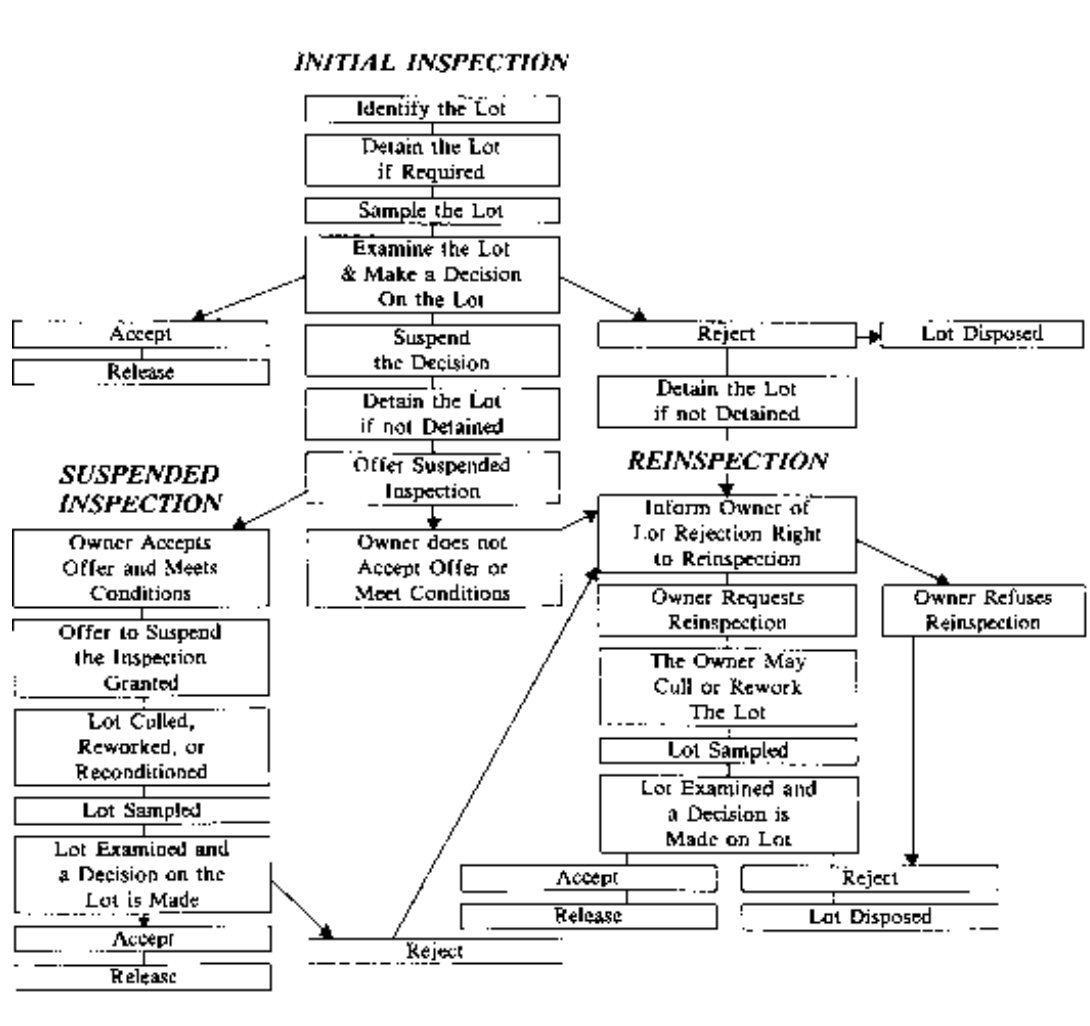 INITIAL INSPECTION
Identify the Lot
Detain the Lot
if Required
Sample the Lot
Examine the Lot
& Make a Decision
On the Lot
Accept
Release
Suspend
the Decision
Detain the Lot
if not Detained
Offer Suspended
Inspection
Reject
Lot Disposed
Detain the Lot
if not Detained
SUSPENDED
INSPECTION
Owner Accepts
Offer and Meets
Conditions
Offer to Suspend
the Inspection
Granted
Lot Culled,
Reworked, or
Reconditioned
Lot Sampled
Lot Examined and
a Decision on the
Lot is Made
Accept
Release
Owner does not
Accept Offer or
Meet Conditions
Reject
REINSPECTION
Inform Owner of
Lot Rejection Right
to Reinspection
Owner Requests
Reinspection
The Owner May
Cull or Rework
The Lot
Lot Sampled
Lot Examined and
a Decision is
Made on Lot
Accept
Release
Owner Refuses
Reinspection
Reject
Lot Disposed